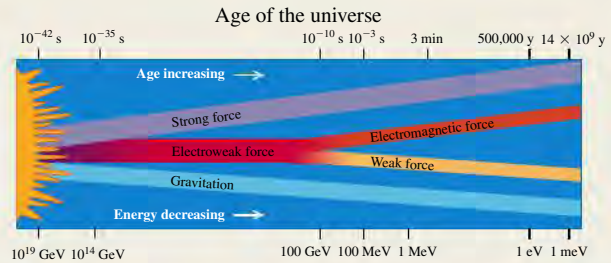 Age of the universe
10⁻⁴² s 10⁻³⁵ s 10⁻¹⁰ s 10⁻³ s 3 min 500,000 y 14 × 10⁹ y
Age increasing
Strong force
Electromagnetic force
Electroweak force
Weak force
Gravitation
Energy decreasing
10¹⁹ GeV 10¹⁴ GeV 100 GeV 100 MeV 1 MeV 1 eV 1 meV